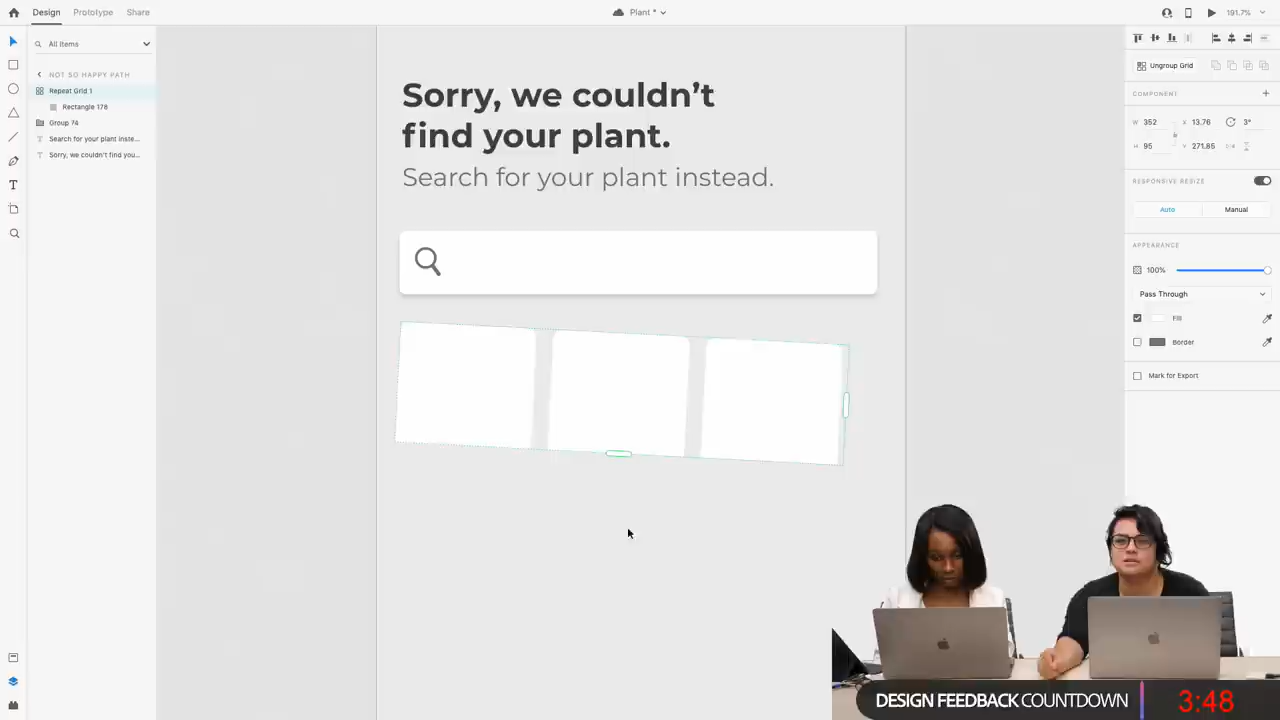 Design Prototype Share
Plant *
191.7%
All Items
NOT SO HAPPY PATH
Repeat Grid 1
Rectangle 178
Group 74
Search for your plant inste...
Sorry, we couldn't find you...
Sorry, we couldn't
find your plant.
Search for your plant instead.
Ungroup Grid
COMPONENT
W 352 X 13.76 3°
H 95 Y 271.85
RESPONSIVE RESIZE
Auto Manual
APPEARANCE
100%
Pass Through
Fill
Border
Mark for Export
DESIGN FEEDBACK COUNTDOWN 3:48